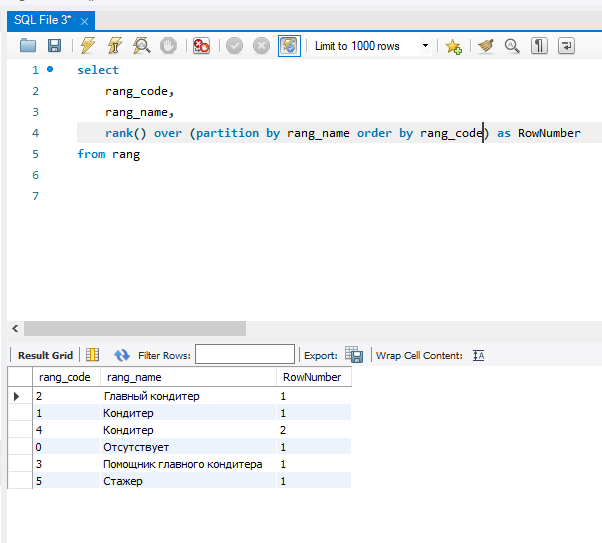 SQL File 3* ×
Limit to 1000 rows
1 select
2 rang_code,
3 rang_name,
4 rank() over (partition by rang_name order by rang_code) as RowNumber
5 from rang
6
7
Result Grid Filter Rows: Export: Wrap Cell Content:
rang_code rang_name RowNumber
2 Главный кондитер 1
1 Кондитер 1
4 Кондитер 2
0 Отсутствует 1
3 Помощник главного кондитера 1
5 Стажер 1